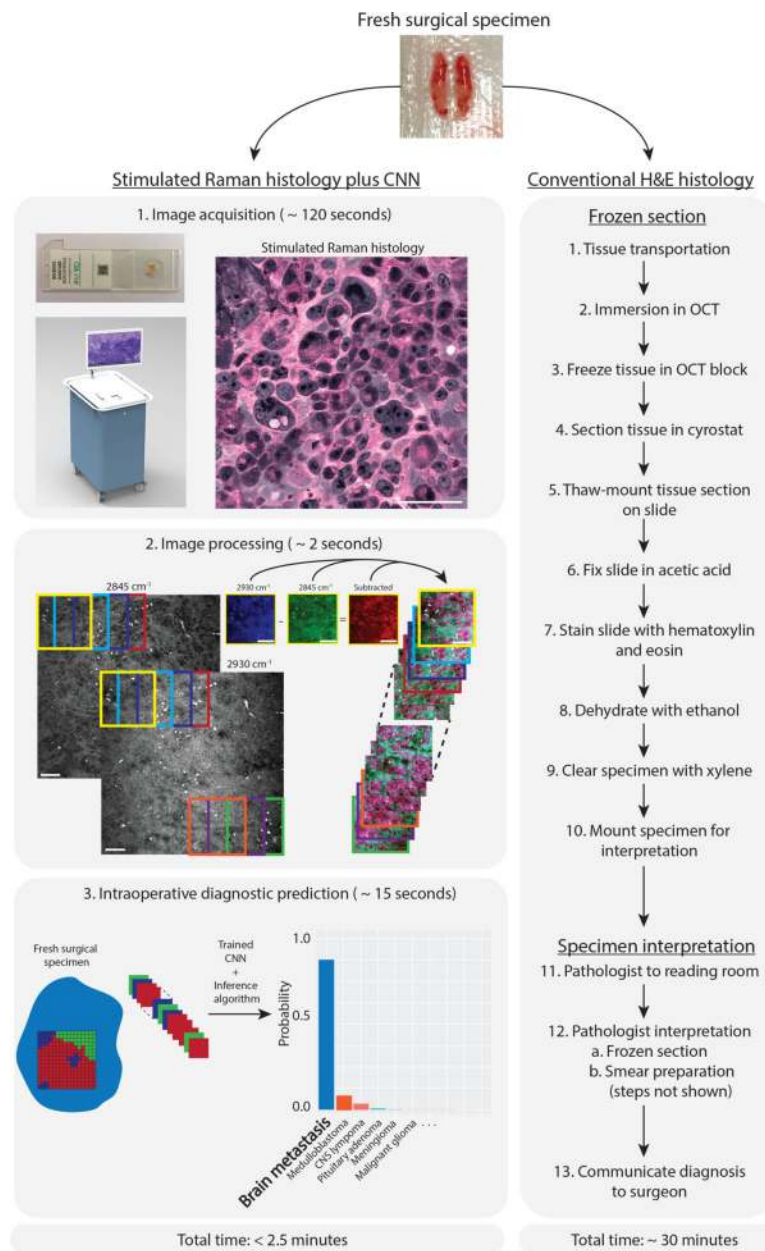 Fresh surgical specimen
Stimulated Raman histology plus CNN
1. Image acquisition ( ~ 120 seconds)
Stimulated Raman histology
2. Image processing ( ~ 2 seconds)
2845 cm⁻¹
2930 cm⁻¹
2930 cm⁻¹
-
2845 cm⁻¹
=
Subtracted
3. Intraoperative diagnostic prediction ( ~ 15 seconds)
Fresh surgical
specimen
Trained
CNN
+
Inference
algorithm
Probability
1.0
0.5
0.0
Brain metastasis
Medulloblastoma
CNS lympoma
Pituitary adenoma
Meningioma
Malignant glioma
. . .
Total time: < 2.5 minutes
Conventional H&E histology
Frozen section
1. Tissue transportation
2. Immersion in OCT
3. Freeze tissue in OCT block
4. Section tissue in cyrostat
5. Thaw-mount tissue section
on slide
6. Fix slide in acetic acid
7. Stain slide with hematoxylin
and eosin
8. Dehydrate with ethanol
9. Clear specimen with xylene
10. Mount specimen for
interpretation
Specimen interpretation
11. Pathologist to reading room
12. Pathologist interpretation
a. Frozen section
b. Smear preparation
(steps not shown)
13. Communicate diagnosis
to surgeon
Total time: ~ 30 minutes